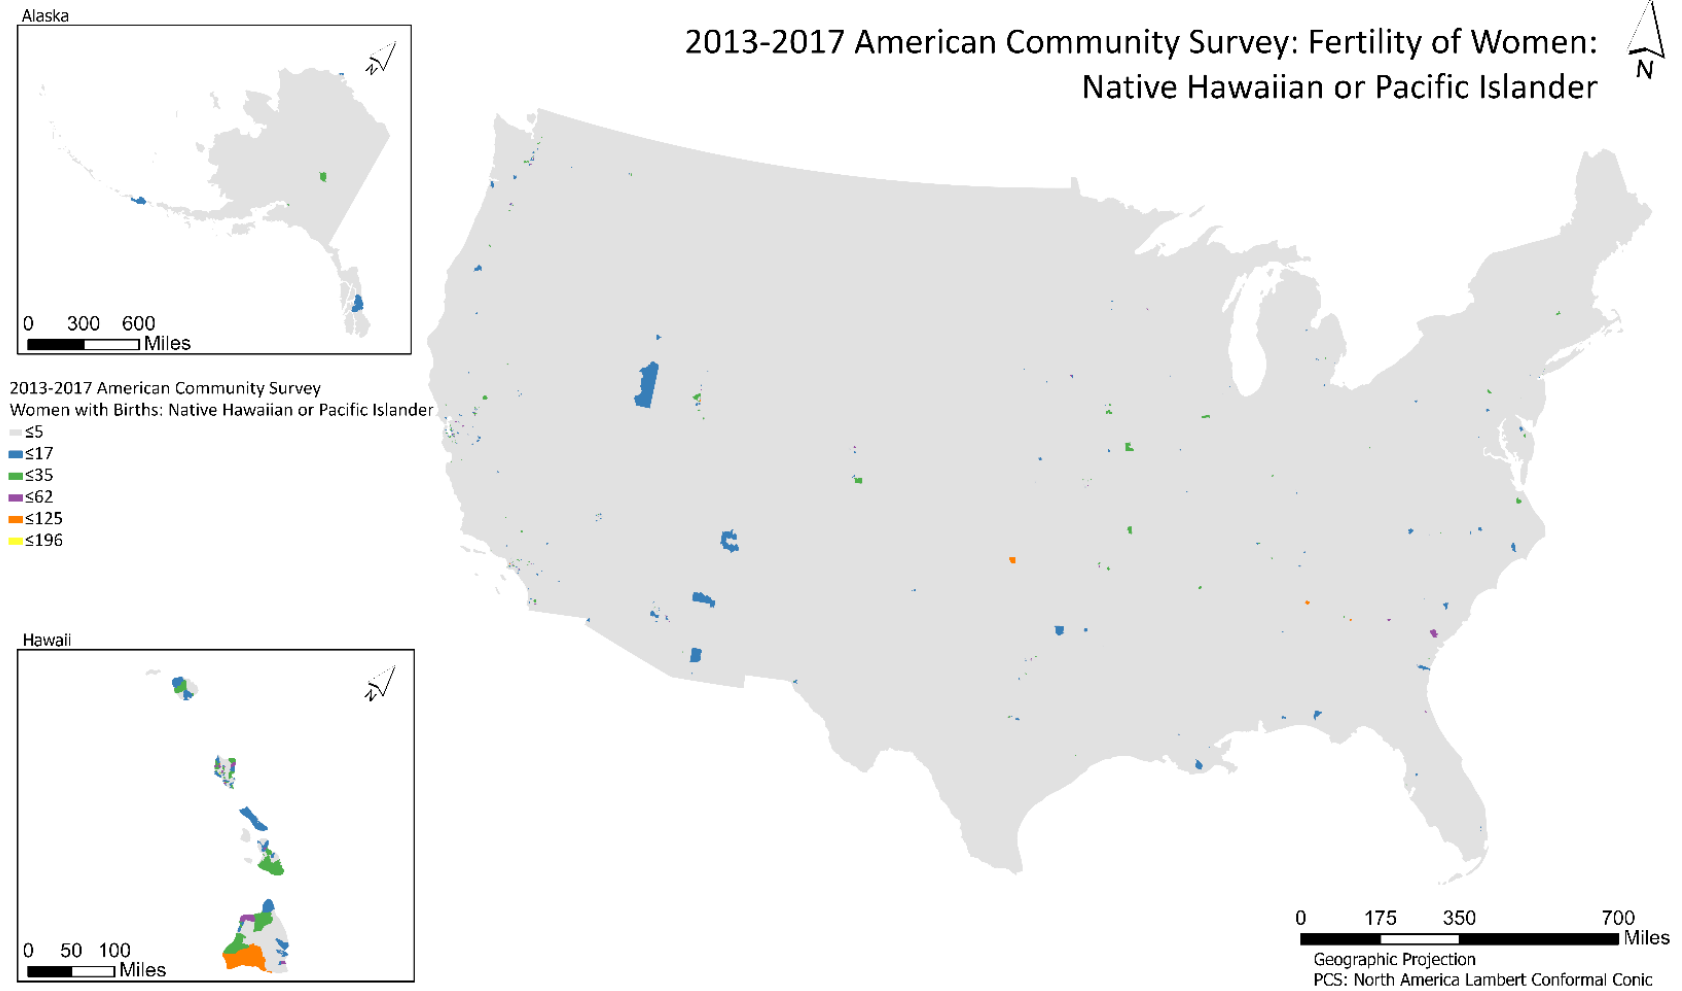 Alaska
2013-2017 American Community Survey: Fertility of Women:
Native Hawaiian or Pacific Islander
N
N
0 300 600
Miles
2013-2017 American Community Survey
Women with Births: Native Hawaiian or Pacific Islander
≤5
≤17
≤35
≤62
≤125
≤196
Hawaii
N
0 50 100
Miles
0 175 350 700
Miles
Geographic Projection
PCS: North America Lambert Conformal Conic